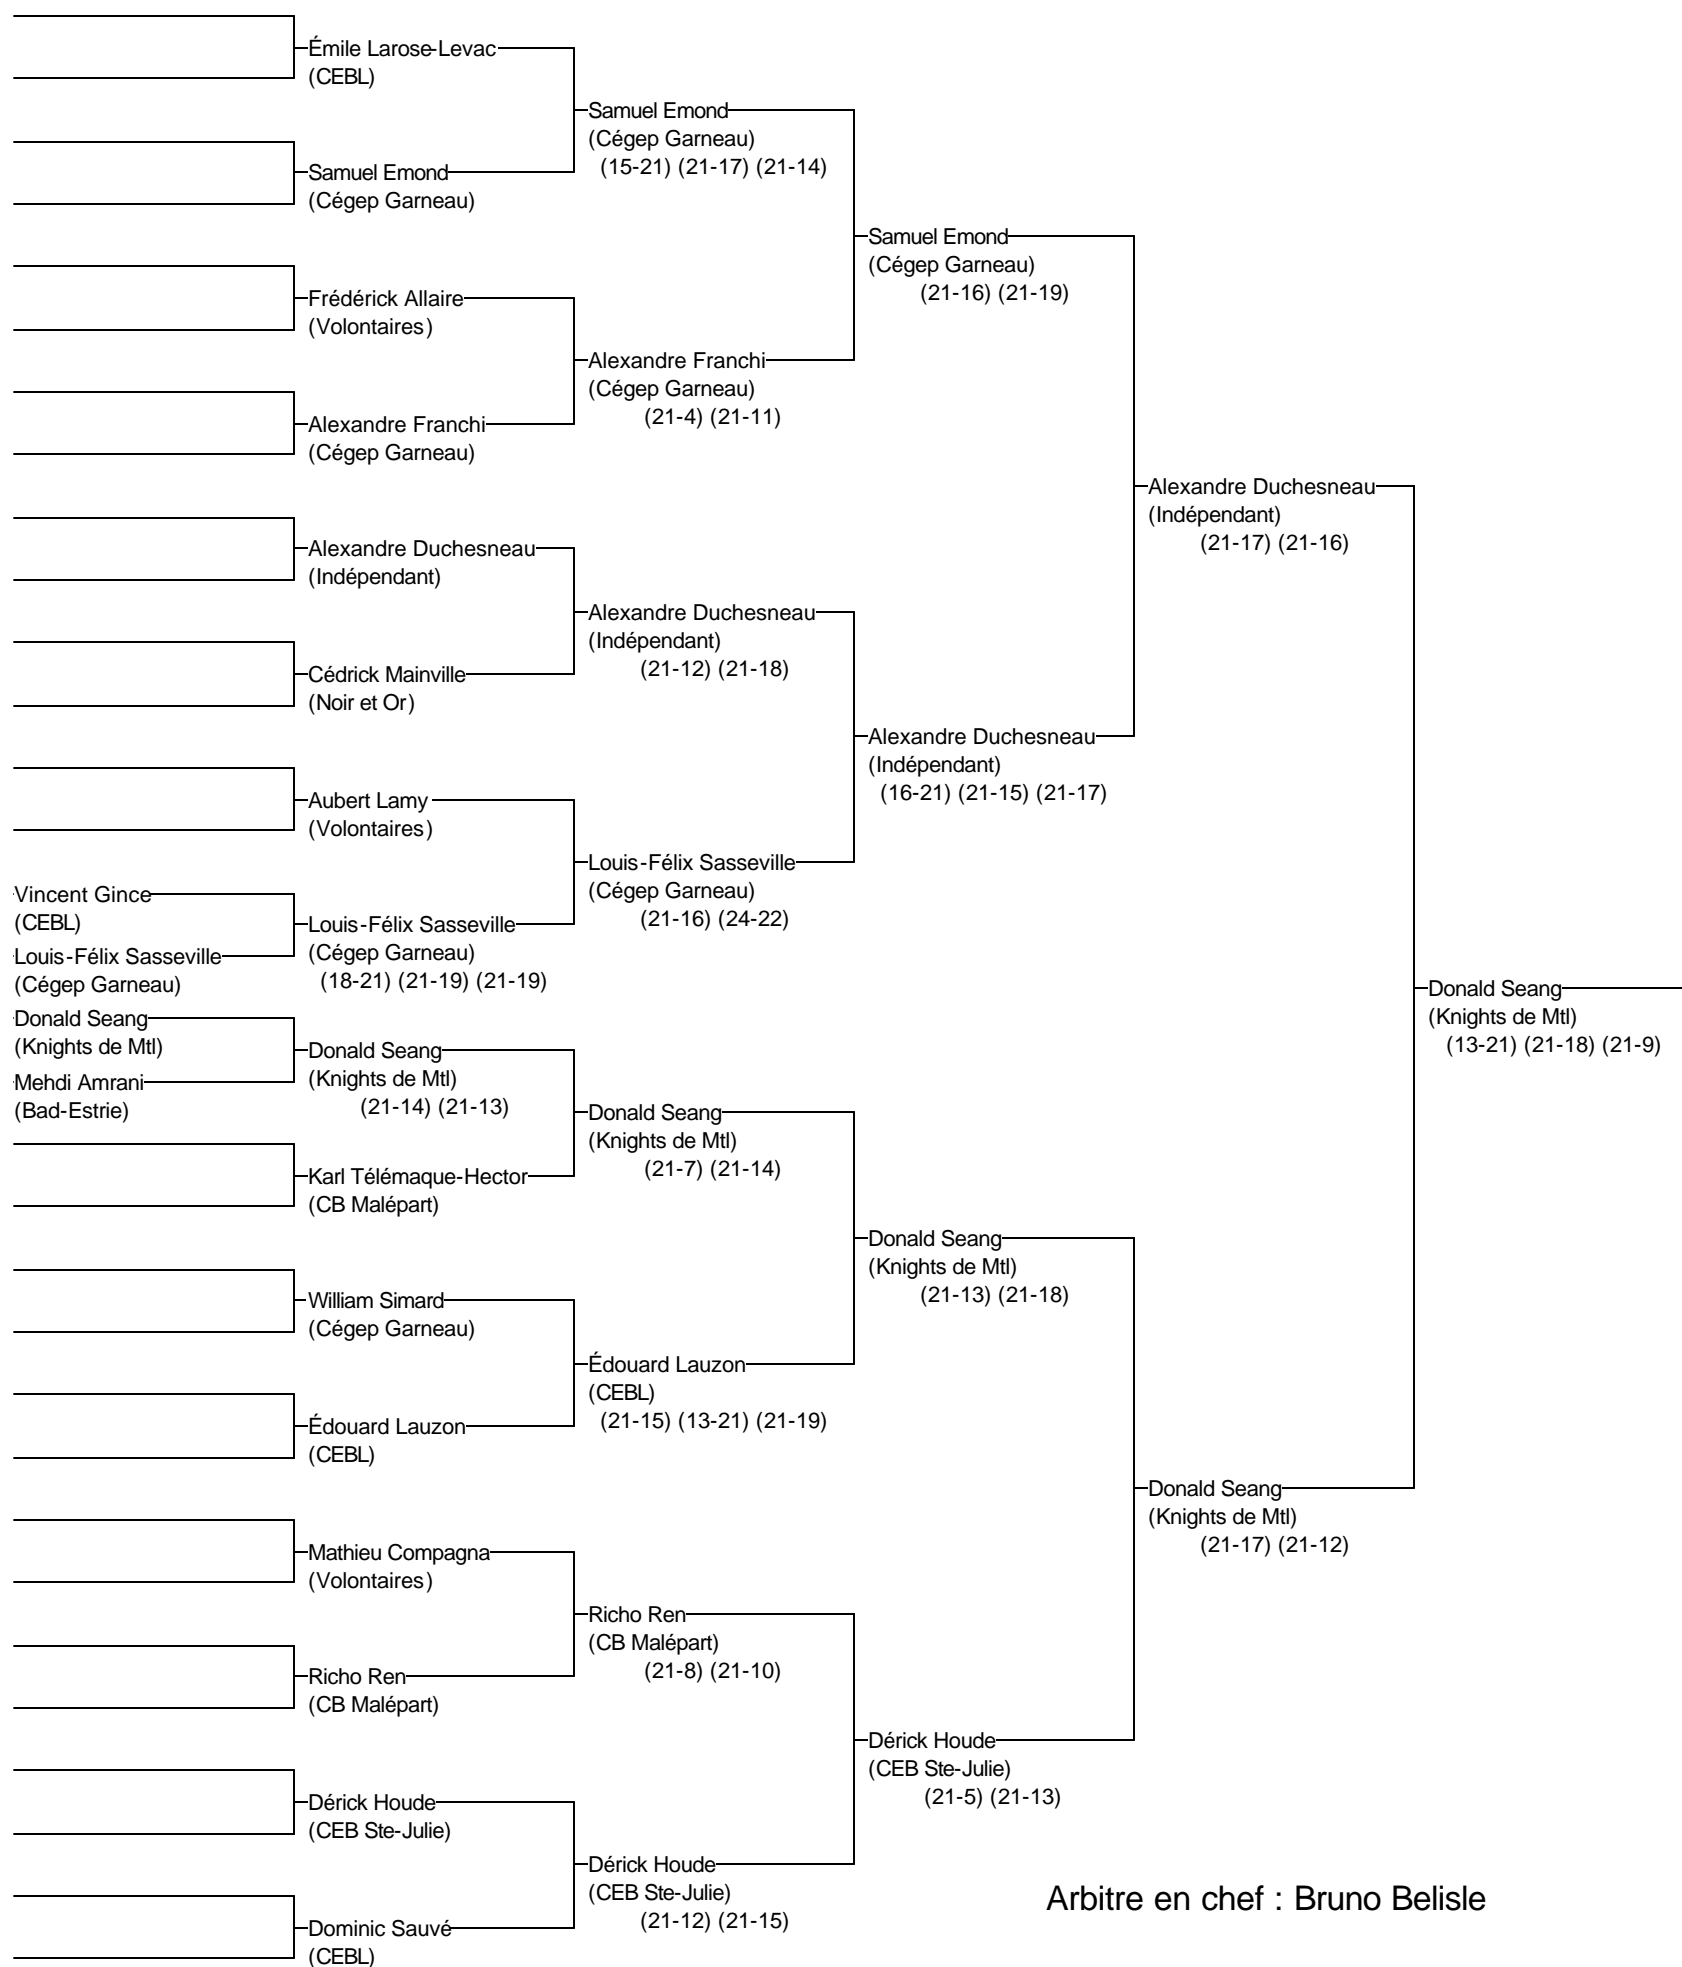 Vincent Gince
(CEBL)
Louis-Félix Sasseville
(Cégep Garneau)
Donald Seang
(Knights de Mtl)
Mehdi Amrani
(Bad-Estrie)
Émile Larose-Levac
(CEBL)
Samuel Emond
(Cégep Garneau)
Frédérick Allaire
(Volontaires)
Alexandre Franchi
(Cégep Garneau)
Alexandre Duchesneau
(Indépendant)
Cédrick Mainville
(Noir et Or)
Aubert Lamy
(Volontaires)
Louis-Félix Sasseville
(Cégep Garneau)
(18-21) (21-19) (21-19)
Donald Seang
(Knights de Mtl)
(21-14) (21-13)
Karl Télémaque-Hector
(CB Malépart)
William Simard
(Cégep Garneau)
Édouard Lauzon
(CEBL)
Mathieu Compagna
(Volontaires)
Richo Ren
(CB Malépart)
Dérick Houde
(CEB Ste-Julie)
Dominic Sauvé
(CEBL)
Samuel Emond
(Cégep Garneau)
(15-21) (21-17) (21-14)
Alexandre Franchi
(Cégep Garneau)
(21-4) (21-11)
Alexandre Duchesneau
(Indépendant)
(21-12) (21-18)
Louis-Félix Sasseville
(Cégep Garneau)
(21-16) (24-22)
Donald Seang
(Knights de Mtl)
(21-7) (21-14)
Édouard Lauzon
(CEBL)
(21-15) (13-21) (21-19)
Richo Ren
(CB Malépart)
(21-8) (21-10)
Dérick Houde
(CEB Ste-Julie)
(21-12) (21-15)
Samuel Emond
(Cégep Garneau)
(21-16) (21-19)
Alexandre Duchesneau
(Indépendant)
(16-21) (21-15) (21-17)
Donald Seang
(Knights de Mtl)
(21-13) (21-18)
Dérick Houde
(CEB Ste-Julie)
(21-5) (21-13)
Alexandre Duchesneau
(Indépendant)
(21-17) (21-16)
Donald Seang
(Knights de Mtl)
(21-17) (21-12)
Donald Seang
(Knights de Mtl)
(13-21) (21-18) (21-9)
Arbitre en chef : Bruno Belisle